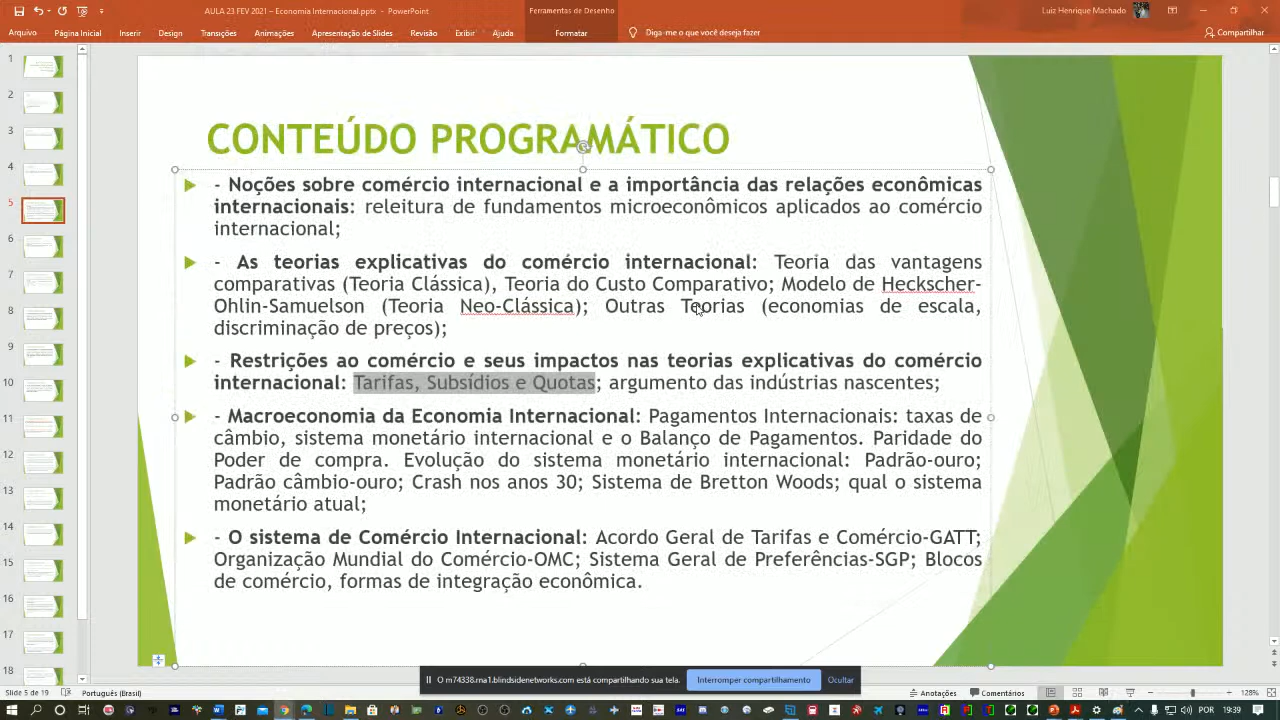 AULA 23 FEV 2021 – Economia Internacional.pptx - PowerPoint
Ferramentas de Desenho
Luiz Henrique Machado
Arquivo Página Inicial Inserir Design Transições Animações Apresentação de Slides Revisão Exibir Ajuda Formatar Diga-me o que você deseja fazer Compartilhar
CONTEÚDO PROGRAMÁTICO
- Noções sobre comércio internacional e a importância das relações econômicas
internacionais: releitura de fundamentos microeconômicos aplicados ao comércio
internacional;
- As teorias explicativas do comércio internacional: Teoria das vantagens
comparativas (Teoria Clássica), Teoria do Custo Comparativo; Modelo de Heckscher-
Ohlin-Samuelson (Teoria Neo-Clássica); Outras Teorias (economias de escala,
discriminação de preços);
- Restrições ao comércio e seus impactos nas teorias explicativas do comércio
internacional: Tarifas, Subsídios e Quotas; argumento das indústrias nascentes;
- Macroeconomia da Economia Internacional: Pagamentos Internacionais: taxas de
câmbio, sistema monetário internacional e o Balanço de Pagamentos. Paridade do
Poder de compra. Evolução do sistema monetário internacional: Padrão-ouro;
Padrão câmbio-ouro; Crash nos anos 30; Sistema de Bretton Woods; qual o sistema
monetário atual;
- O sistema de Comércio Internacional: Acordo Geral de Tarifas e Comércio-GATT;
Organização Mundial do Comércio-OMC; Sistema Geral de Preferências-SGP; Blocos
de comércio, formas de integração econômica.
2
3
7
14
16
17
18
O m74338.rna1.blindsidenetworks.com está compartilhando sua tela. Interromper compartilhamento Ocultar
Slide 5 de 19 Português (Brasil) Anotações Comentários 128%
POR 19:39